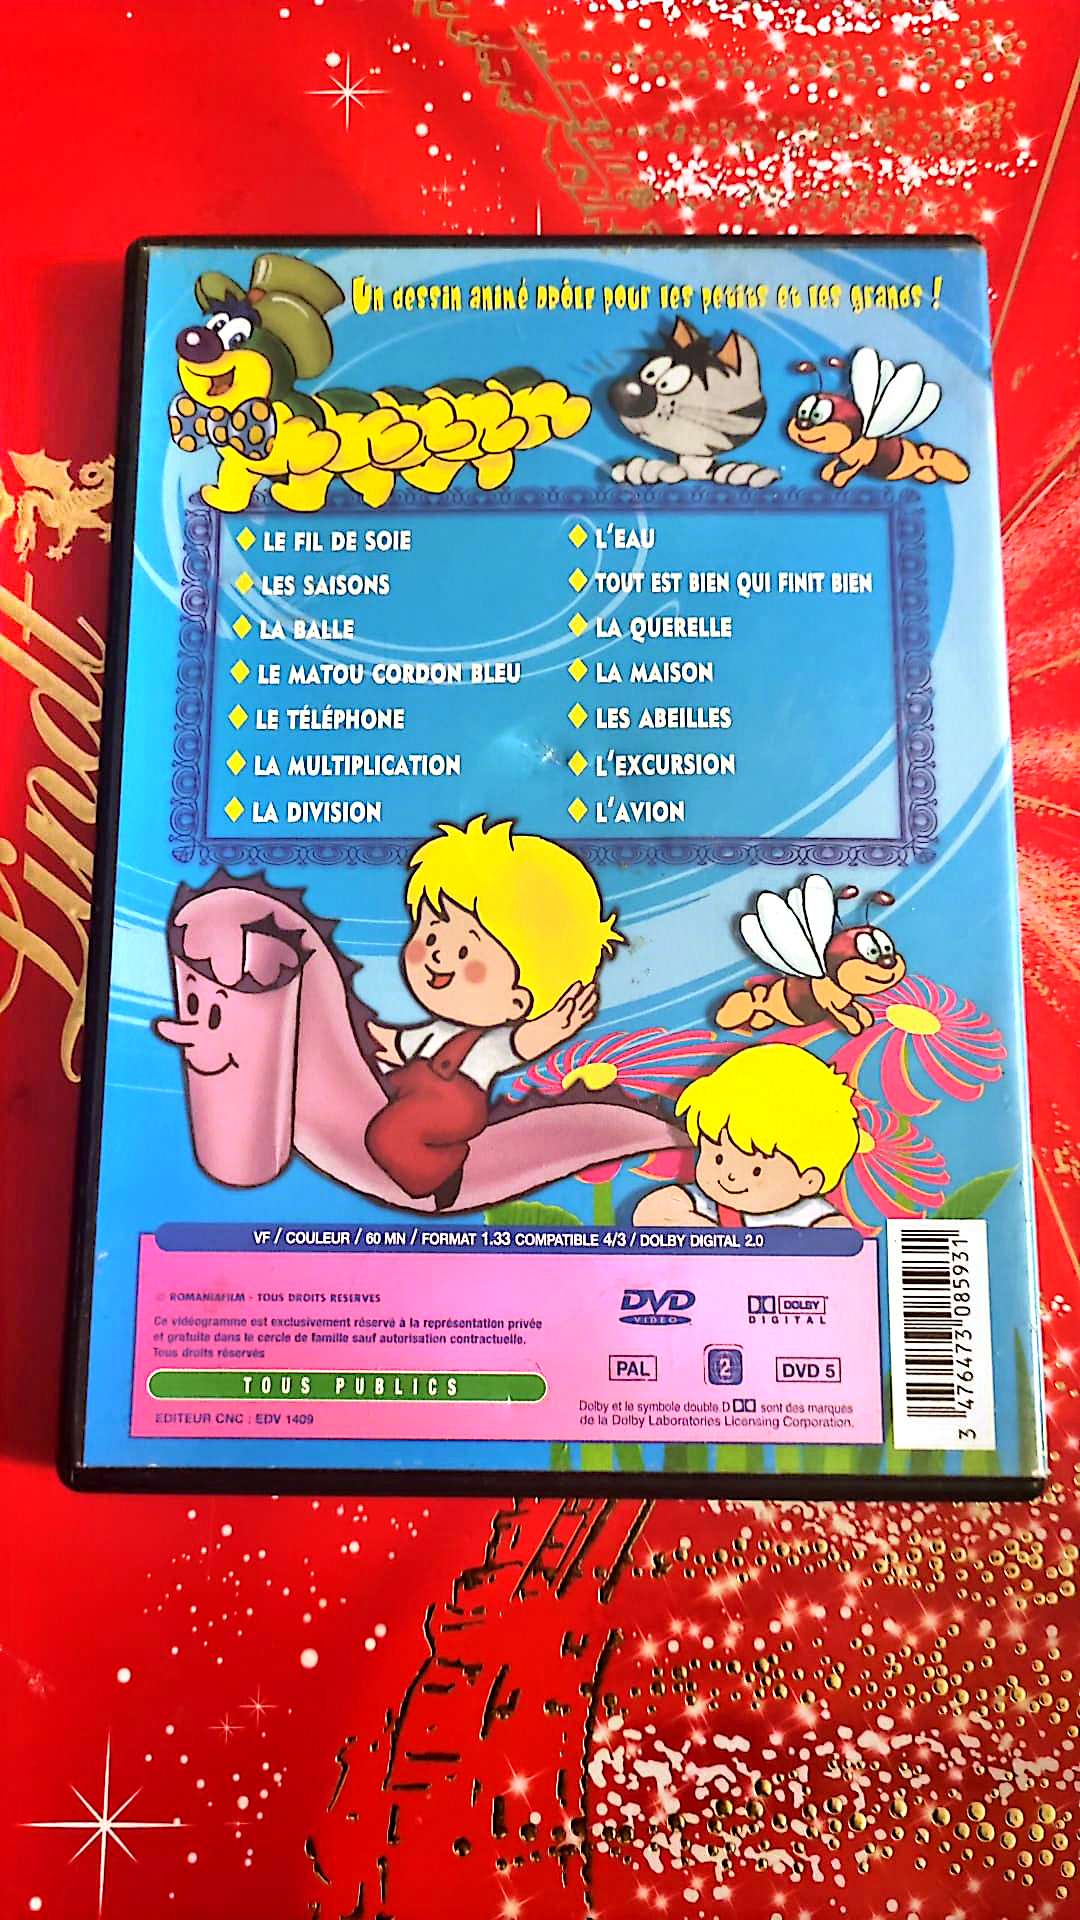 Un dessin animé DRÔLE pour les petits et les grands !
LE FIL DE SOIE
LES SAISONS
LA BALLE
LE MATOU CORDON BLEU
LE TÉLÉPHONE
LA MULTIPLICATION
LA DIVISION
L'EAU
TOUT EST BIEN QUI FINIT BIEN
LA QUERELLE
LA MAISON
LES ABEILLES
L'EXCURSION
L'AVION
VF / COULEUR / 60 MN / FORMAT 1.33 COMPATIBLE 4/3 / DOLBY DIGITAL 2.0
© ROMANIAFILM - TOUS DROITS RESERVES
Ce vidéogramme est exclusivement réservé à la représentation privée
et gratuite dans le cercle de famille sauf autorisation contractuelle.
Tous droits réservés
TOUS PUBLICS
EDITEUR CNC : EDV 1409
DVD
VIDEO
DOLBY
DIGITAL
PAL
2
DVD 5
Dolby et le symbole double D sont des marques
de la Dolby Laboratories Licensing Corporation.
3 476473 085931
Lindt